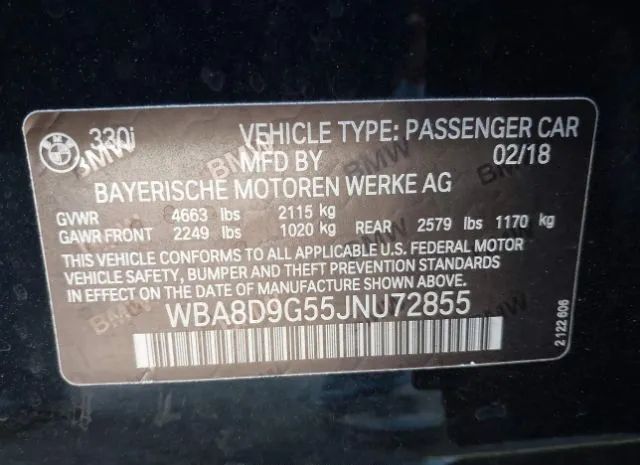 BMW 330i VEHICLE TYPE: PASSENGER CAR
MFD BY 02/18
BAYERISCHE MOTOREN WERKE AG
GVWR 4663 lbs 2115 kg
GAWR FRONT 2249 lbs 1020 kg REAR 2579 lbs 1170 kg
THIS VEHICLE CONFORMS TO ALL APPLICABLE U.S. FEDERAL MOTOR
VEHICLE SAFETY, BUMPER AND THEFT PREVENTION STANDARDS
IN EFFECT ON THE DATE OF MANUFACTURE SHOWN ABOVE.
WBA8D9G55JNU72855
2 122 606